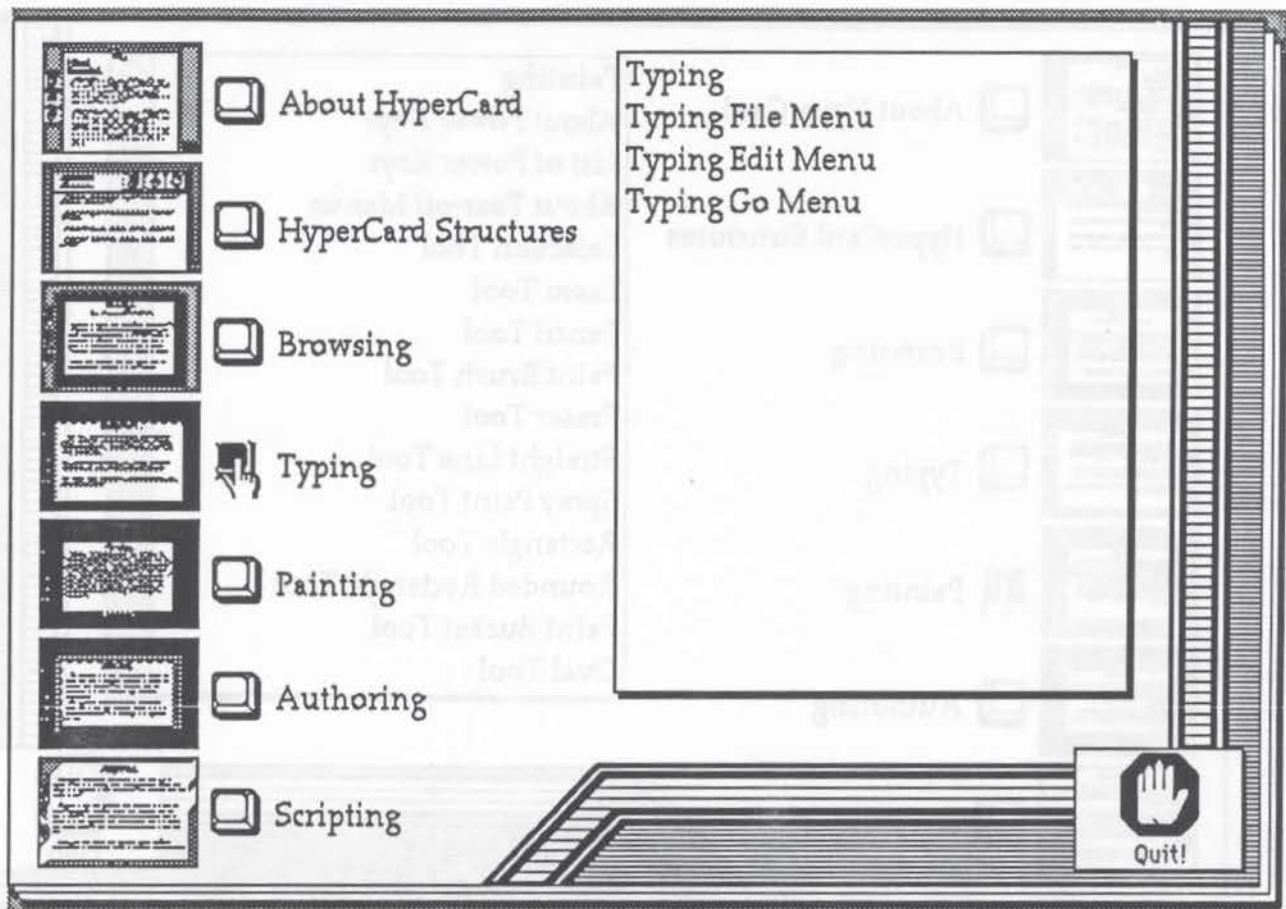 About HyperCard
HyperCard Structures
Browsing
Typing
Painting
Authoring
Scripting
Typing
Typing File Menu
Typing Edit Menu
Typing Go Menu
Quit!